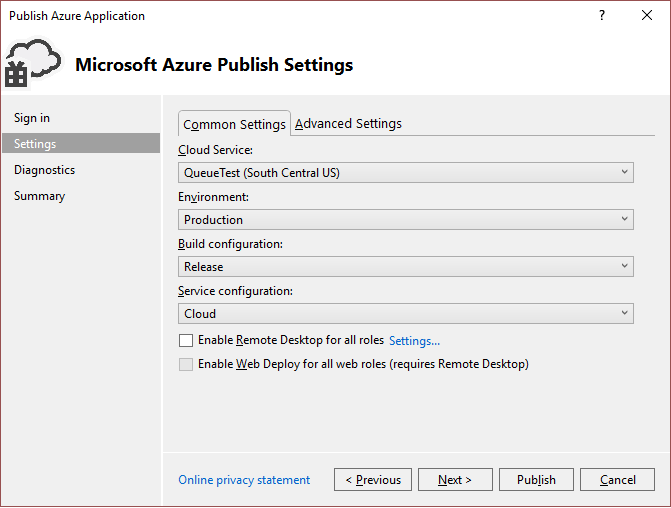 Publish Azure Application
Microsoft Azure Publish Settings
Sign in
Settings
Diagnostics
Summary
Common Settings
Advanced Settings
Cloud Service:
QueueTest (South Central US)
Environment:
Production
Build configuration:
Release
Service configuration:
Cloud
Enable Remote Desktop for all roles Settings...
Enable Web Deploy for all web roles (requires Remote Desktop)
Online privacy statement
< Previous
Next >
Publish
Cancel